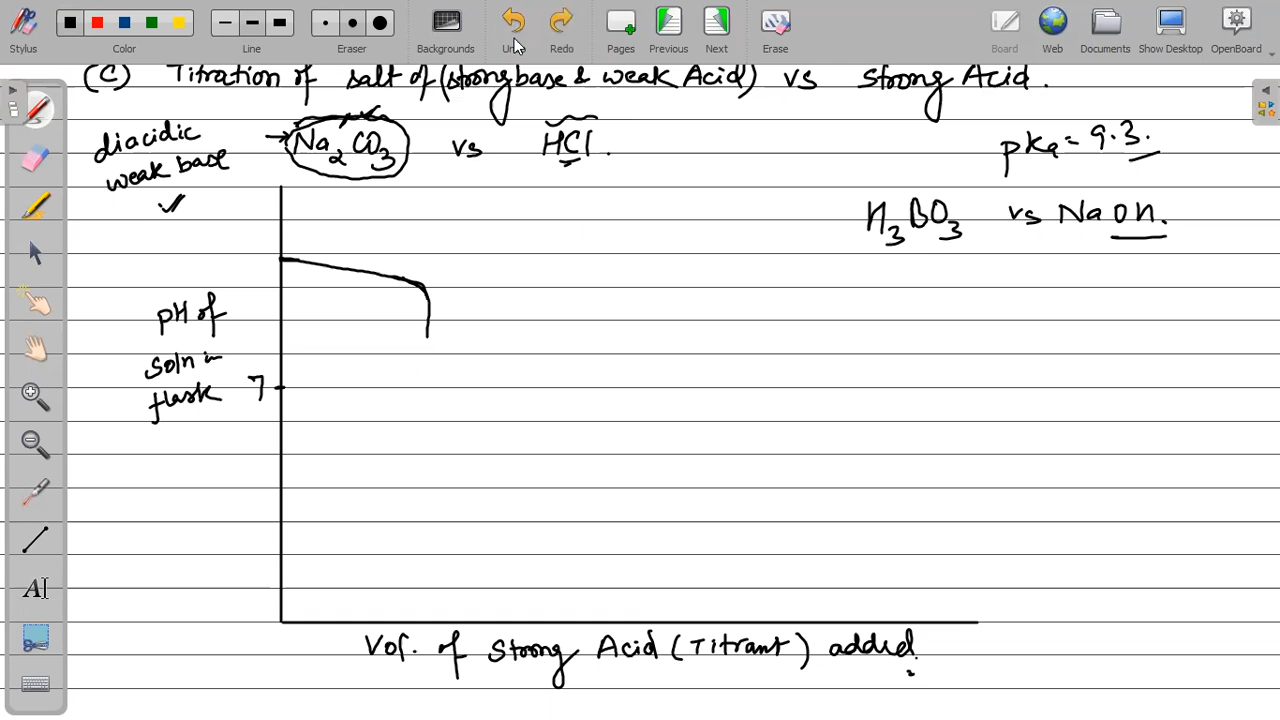 Stylus Color Line Eraser Backgrounds Undo Redo Pages Previous Next Erase Board Web Documents Show Desktop OpenBoard
(C) Titration of salt of (strong base & weak Acid) vs strong Acid.
diacidic → Na2CO3 vs HCl. pKa = 9.3.
weak base
H3BO3 vs NaOH.
pH of
soln in
flask 7
Vol. of Strong Acid (Titrant) added.
AI